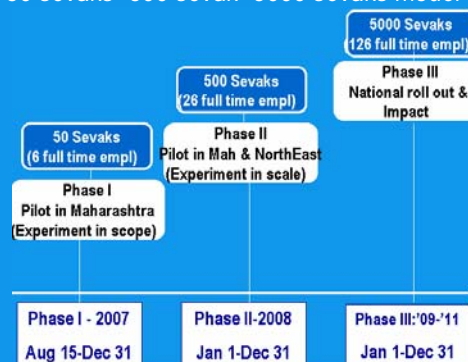 5000 Sevaks
(126 full time empl)
Phase III
National roll out &
Impact
500 Sevaks
(26 full time empl)
Phase II
Pilot in Mah & NorthEast
(Experiment in scale)
50 Sevaks
(6 full time empl)
Phase I
Pilot in Maharashtra
(Experiment in scope)
Phase I - 2007
Aug 15-Dec 31
Phase II-2008
Jan 1-Dec 31
Phase III:'09-'11
Jan 1-Dec 31